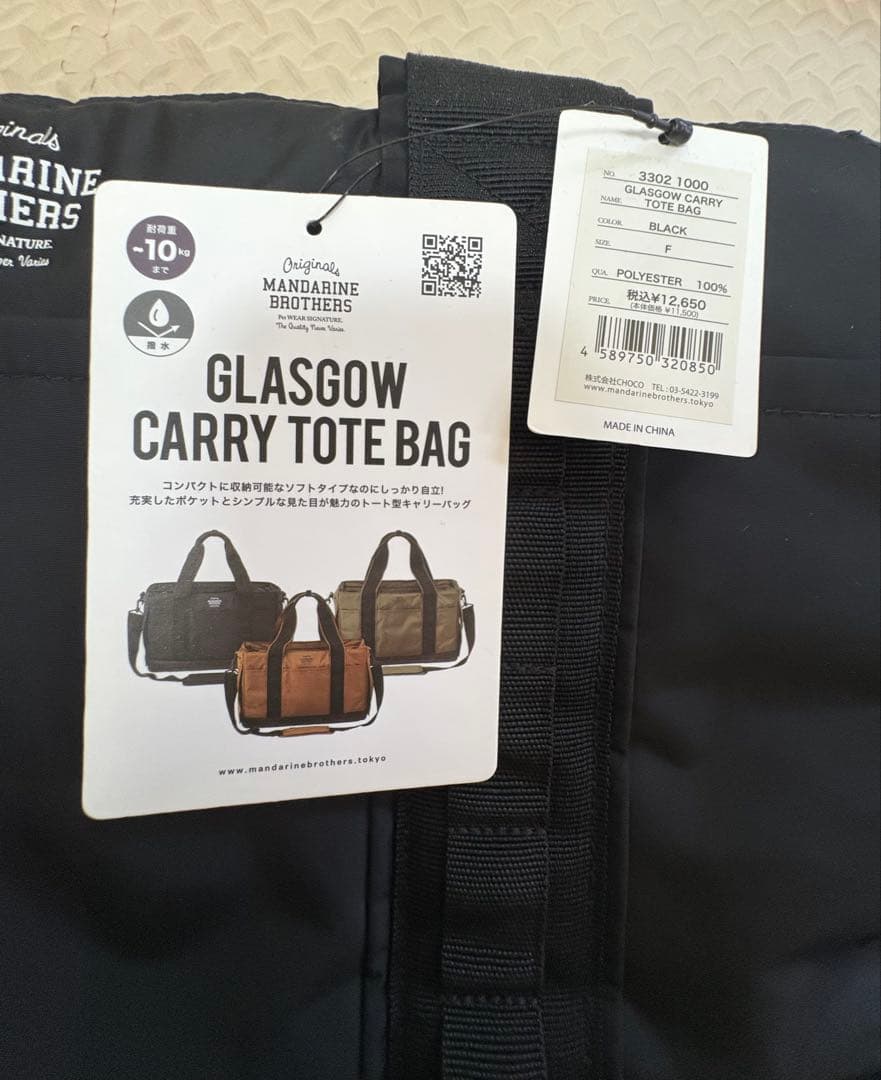 ginals
ARINE
HERS
NATURE.
ver Varies
耐荷重
~10kg
まで
撥水
Originals
MANDARINE
BROTHERS
Pet WEAR SIGNATURE.
The Quality Never Varies.
GLASGOW
CARRY TOTE BAG
コンパクトに収納可能なソフトタイプなのにしっかり自立!
充実したポケットとシンプルな見た目が魅力のトート型キャリーバッグ
www.mandarinebrothers.tokyo
NO. 3302 1000
NAME. GLASGOW CARRY
TOTE BAG
COLOR. BLACK
SIZE. F
QUA. POLYESTER 100%
PRICE. 税込¥12,650
(本体価格 ¥11,500)
4 589750 320850
株式会社CHOCO TEL : 03-5422-3199
www.mandarinebrothers.tokyo
MADE IN CHINA